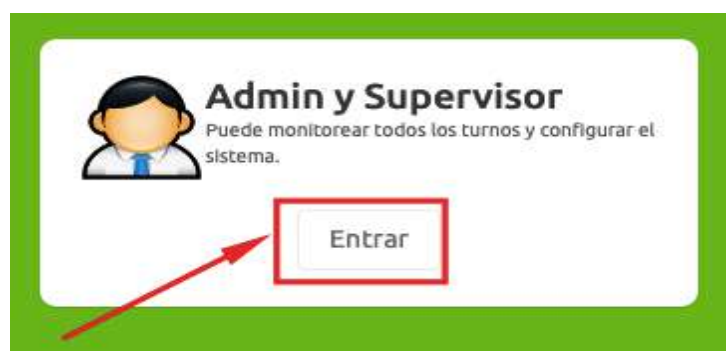 Admin y Supervisor
Puede monitorear todos los turnos y configurar el
sistema.
Entrar